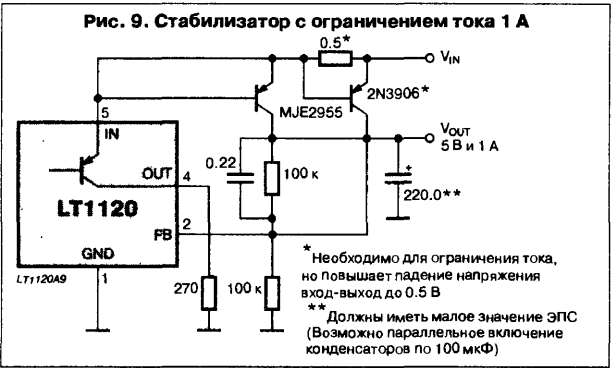 Рис. 9. Стабилизатор с ограничением тока 1 А
0.5*
VIN
2N3906*
MJE2955
5
IN
VOUT
5 В и 1 А
0.22
100 к
+
220.0**
OUT
4
LT1120
FB
2
GND
LT1120A9
1
270
100 к
* Необходимо для ограничения тока,
но повышает падение напряжения
вход-выход до 0.5 В
** Должны иметь малое значение ЭПС
(Возможно параллельное включение
конденсаторов по 100 мкФ)